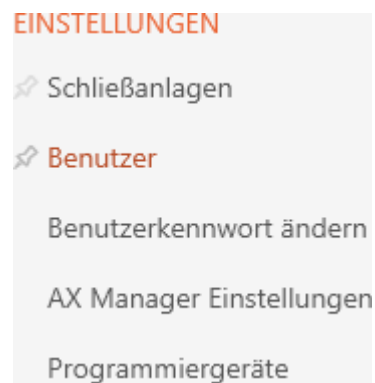 EINSTELLUNGEN
Schließanlagen
Benutzer
Benutzerkennwort ändern
AX Manager Einstellungen
Programmiergeräte